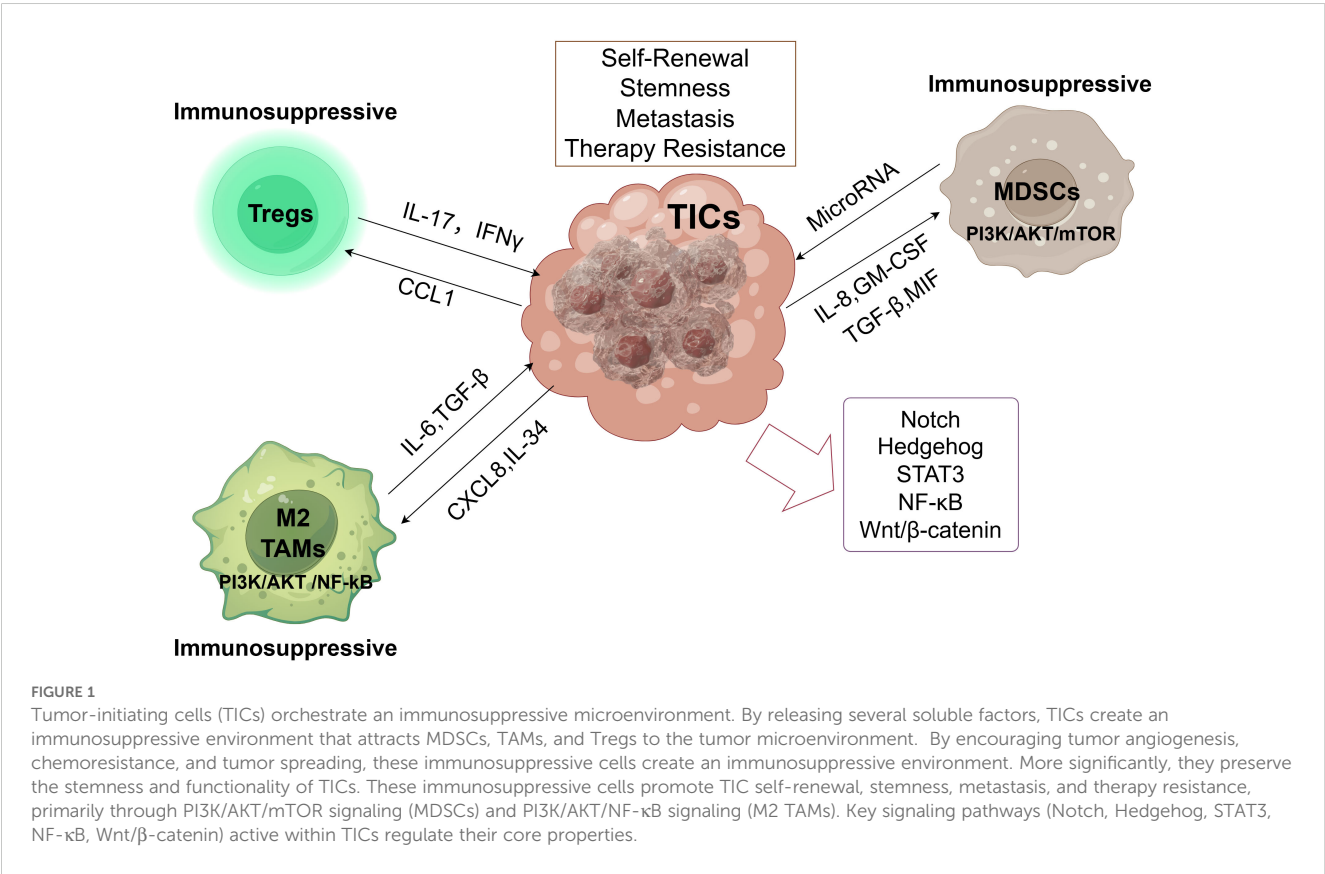 Self-Renewal
Stemness
Metastasis
Therapy Resistance
Immunosuppressive
Immunosuppressive
Tregs
IL-17，IFNγ
CCL1
TICs
MicroRNA
MDSCs
PI3K/AKT/mTOR
IL-8,GM-CSF
TGF-β,MIF
IL-6,TGF-β
CXCL8,IL-34
Notch
Hedgehog
STAT3
NF-κB
Wnt/β-catenin
M2
TAMs
PI3K/AKT /NF-kB
Immunosuppressive
FIGURE 1
Tumor-initiating cells (TICs) orchestrate an immunosuppressive microenvironment. By releasing several soluble factors, TICs create an
immunosuppressive environment that attracts MDSCs, TAMs, and Tregs to the tumor microenvironment. By encouraging tumor angiogenesis,
chemoresistance, and tumor spreading, these immunosuppressive cells create an immunosuppressive environment. More significantly, they preserve
the stemness and functionality of TICs. These immunosuppressive cells promote TIC self-renewal, stemness, metastasis, and therapy resistance,
primarily through PI3K/AKT/mTOR signaling (MDSCs) and PI3K/AKT/NF-κB signaling (M2 TAMs). Key signaling pathways (Notch, Hedgehog, STAT3,
NF-κB, Wnt/β-catenin) active within TICs regulate their core properties.